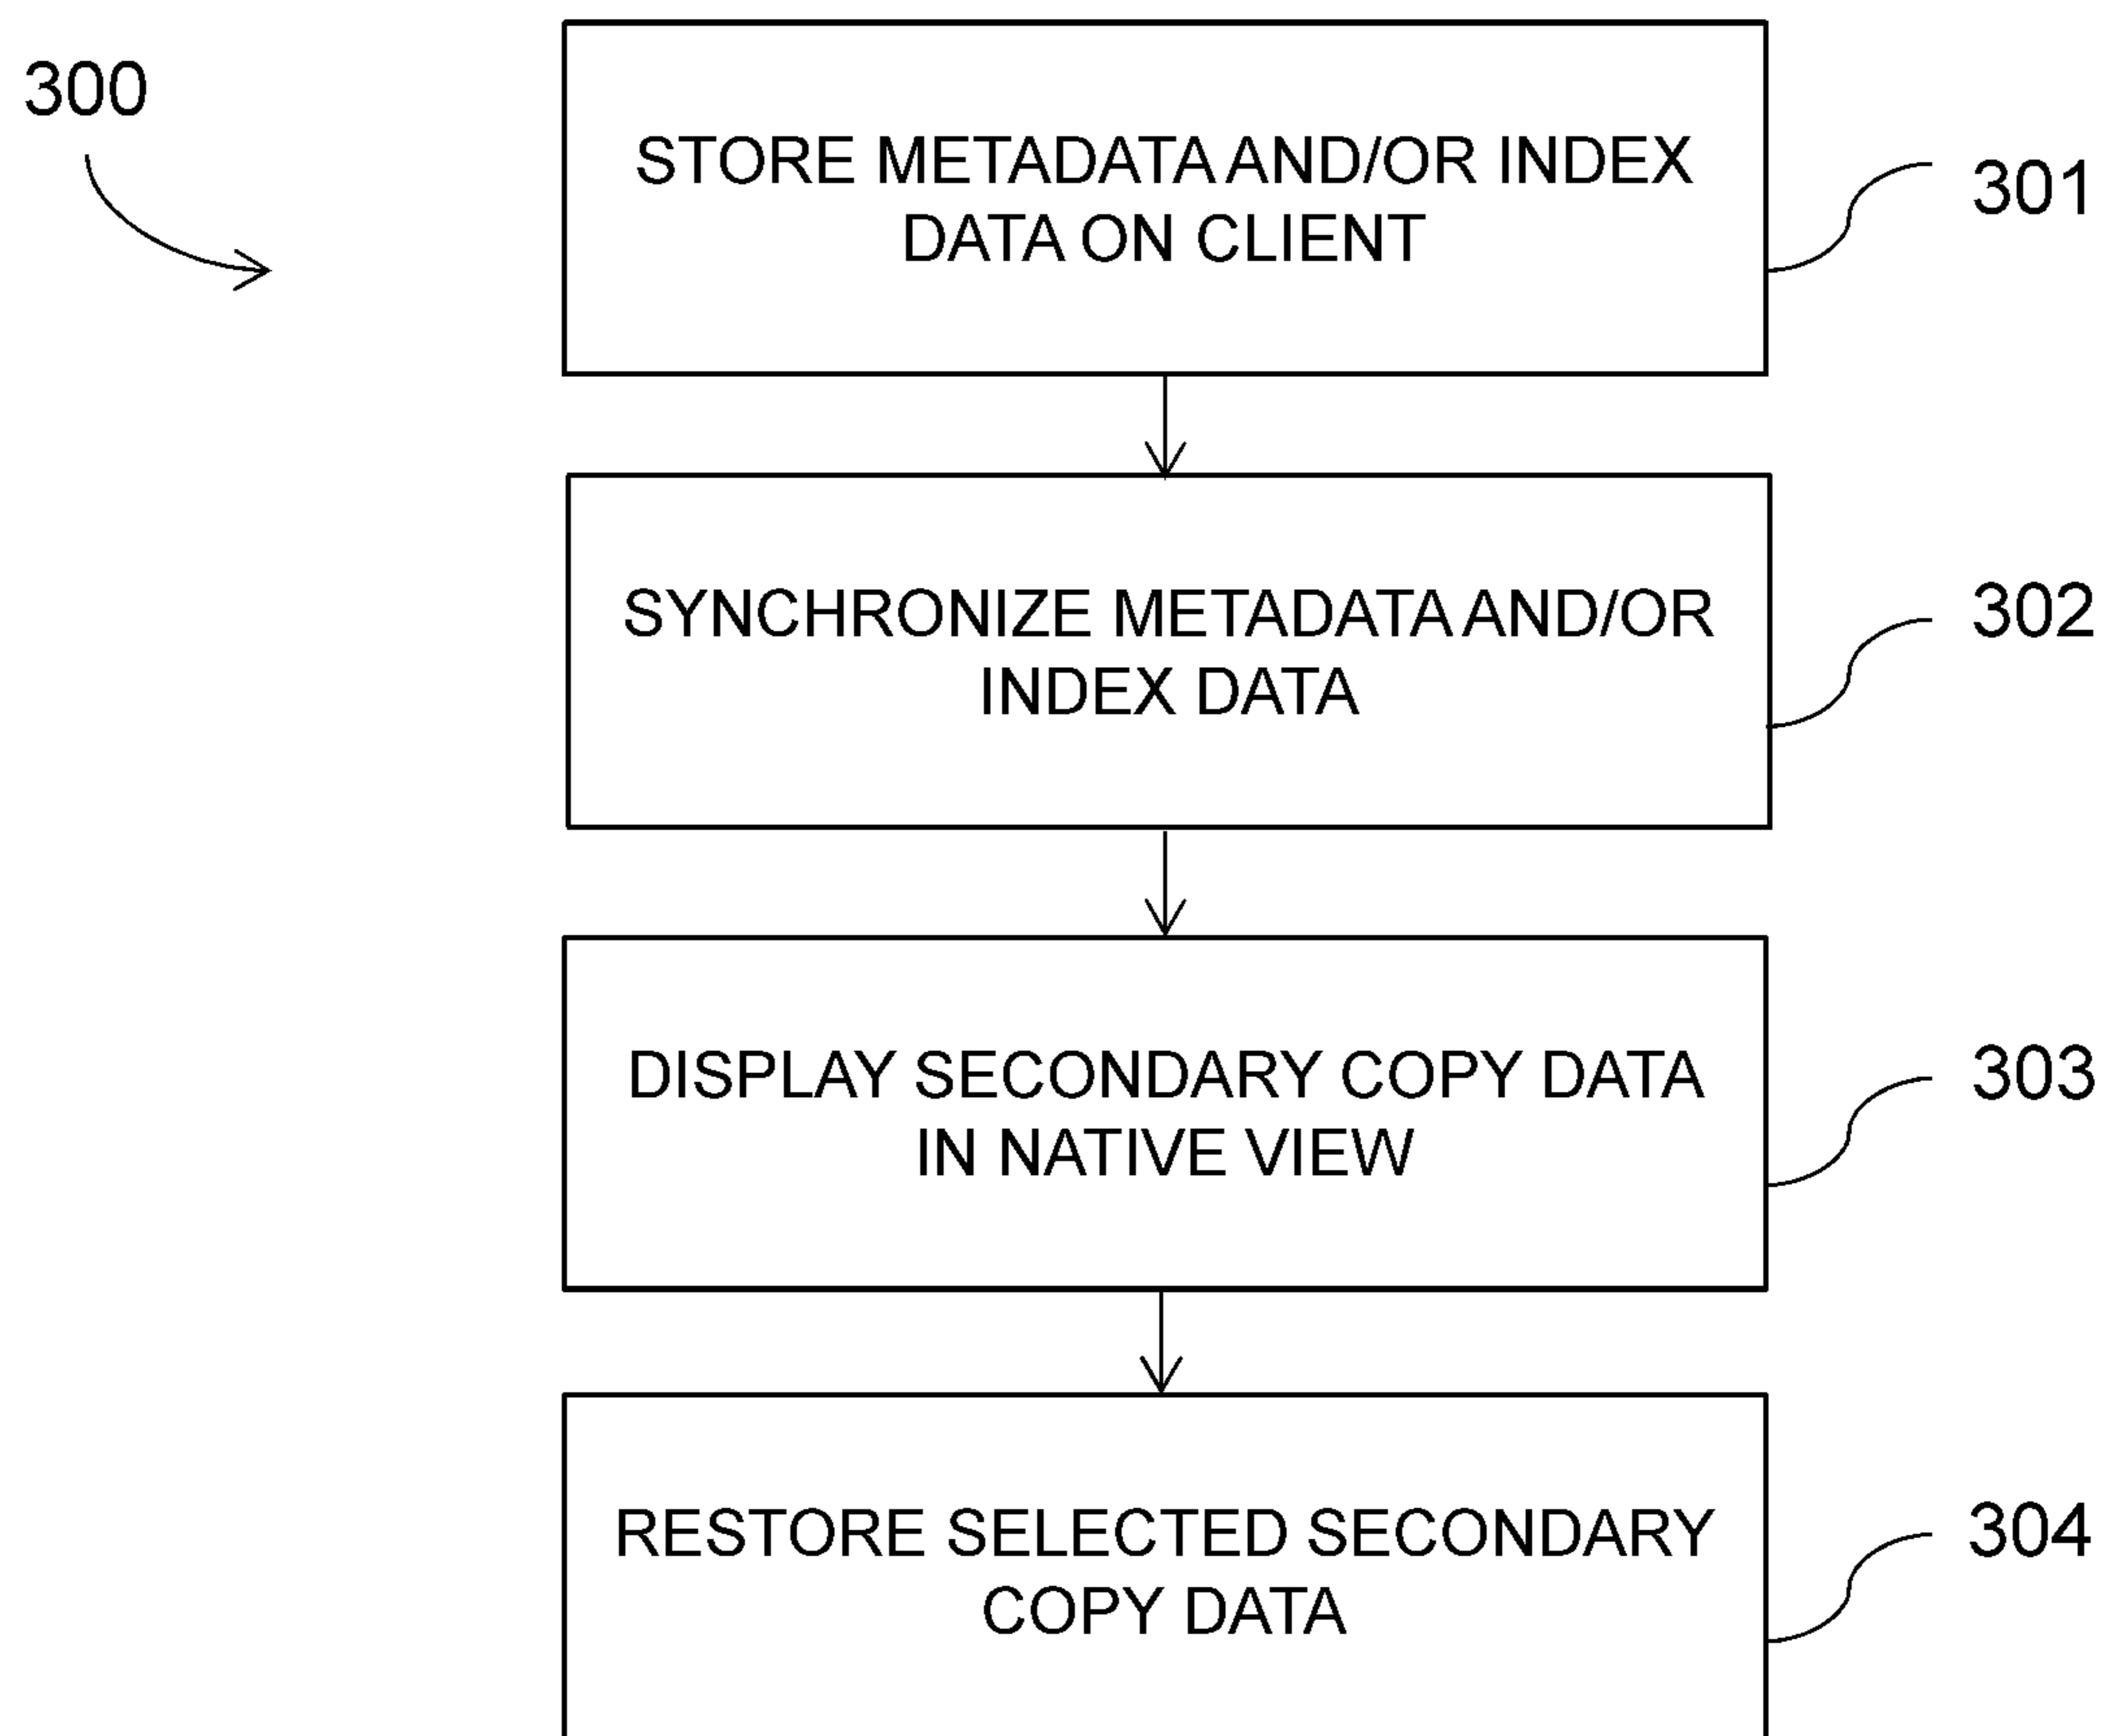 300
STORE METADATA AND/OR INDEX
DATA ON CLIENT
301
SYNCHRONIZE METADATA AND/OR
INDEX DATA
302
DISPLAY SECONDARY COPY DATA
IN NATIVE VIEW
303
RESTORE SELECTED SECONDARY
COPY DATA
304